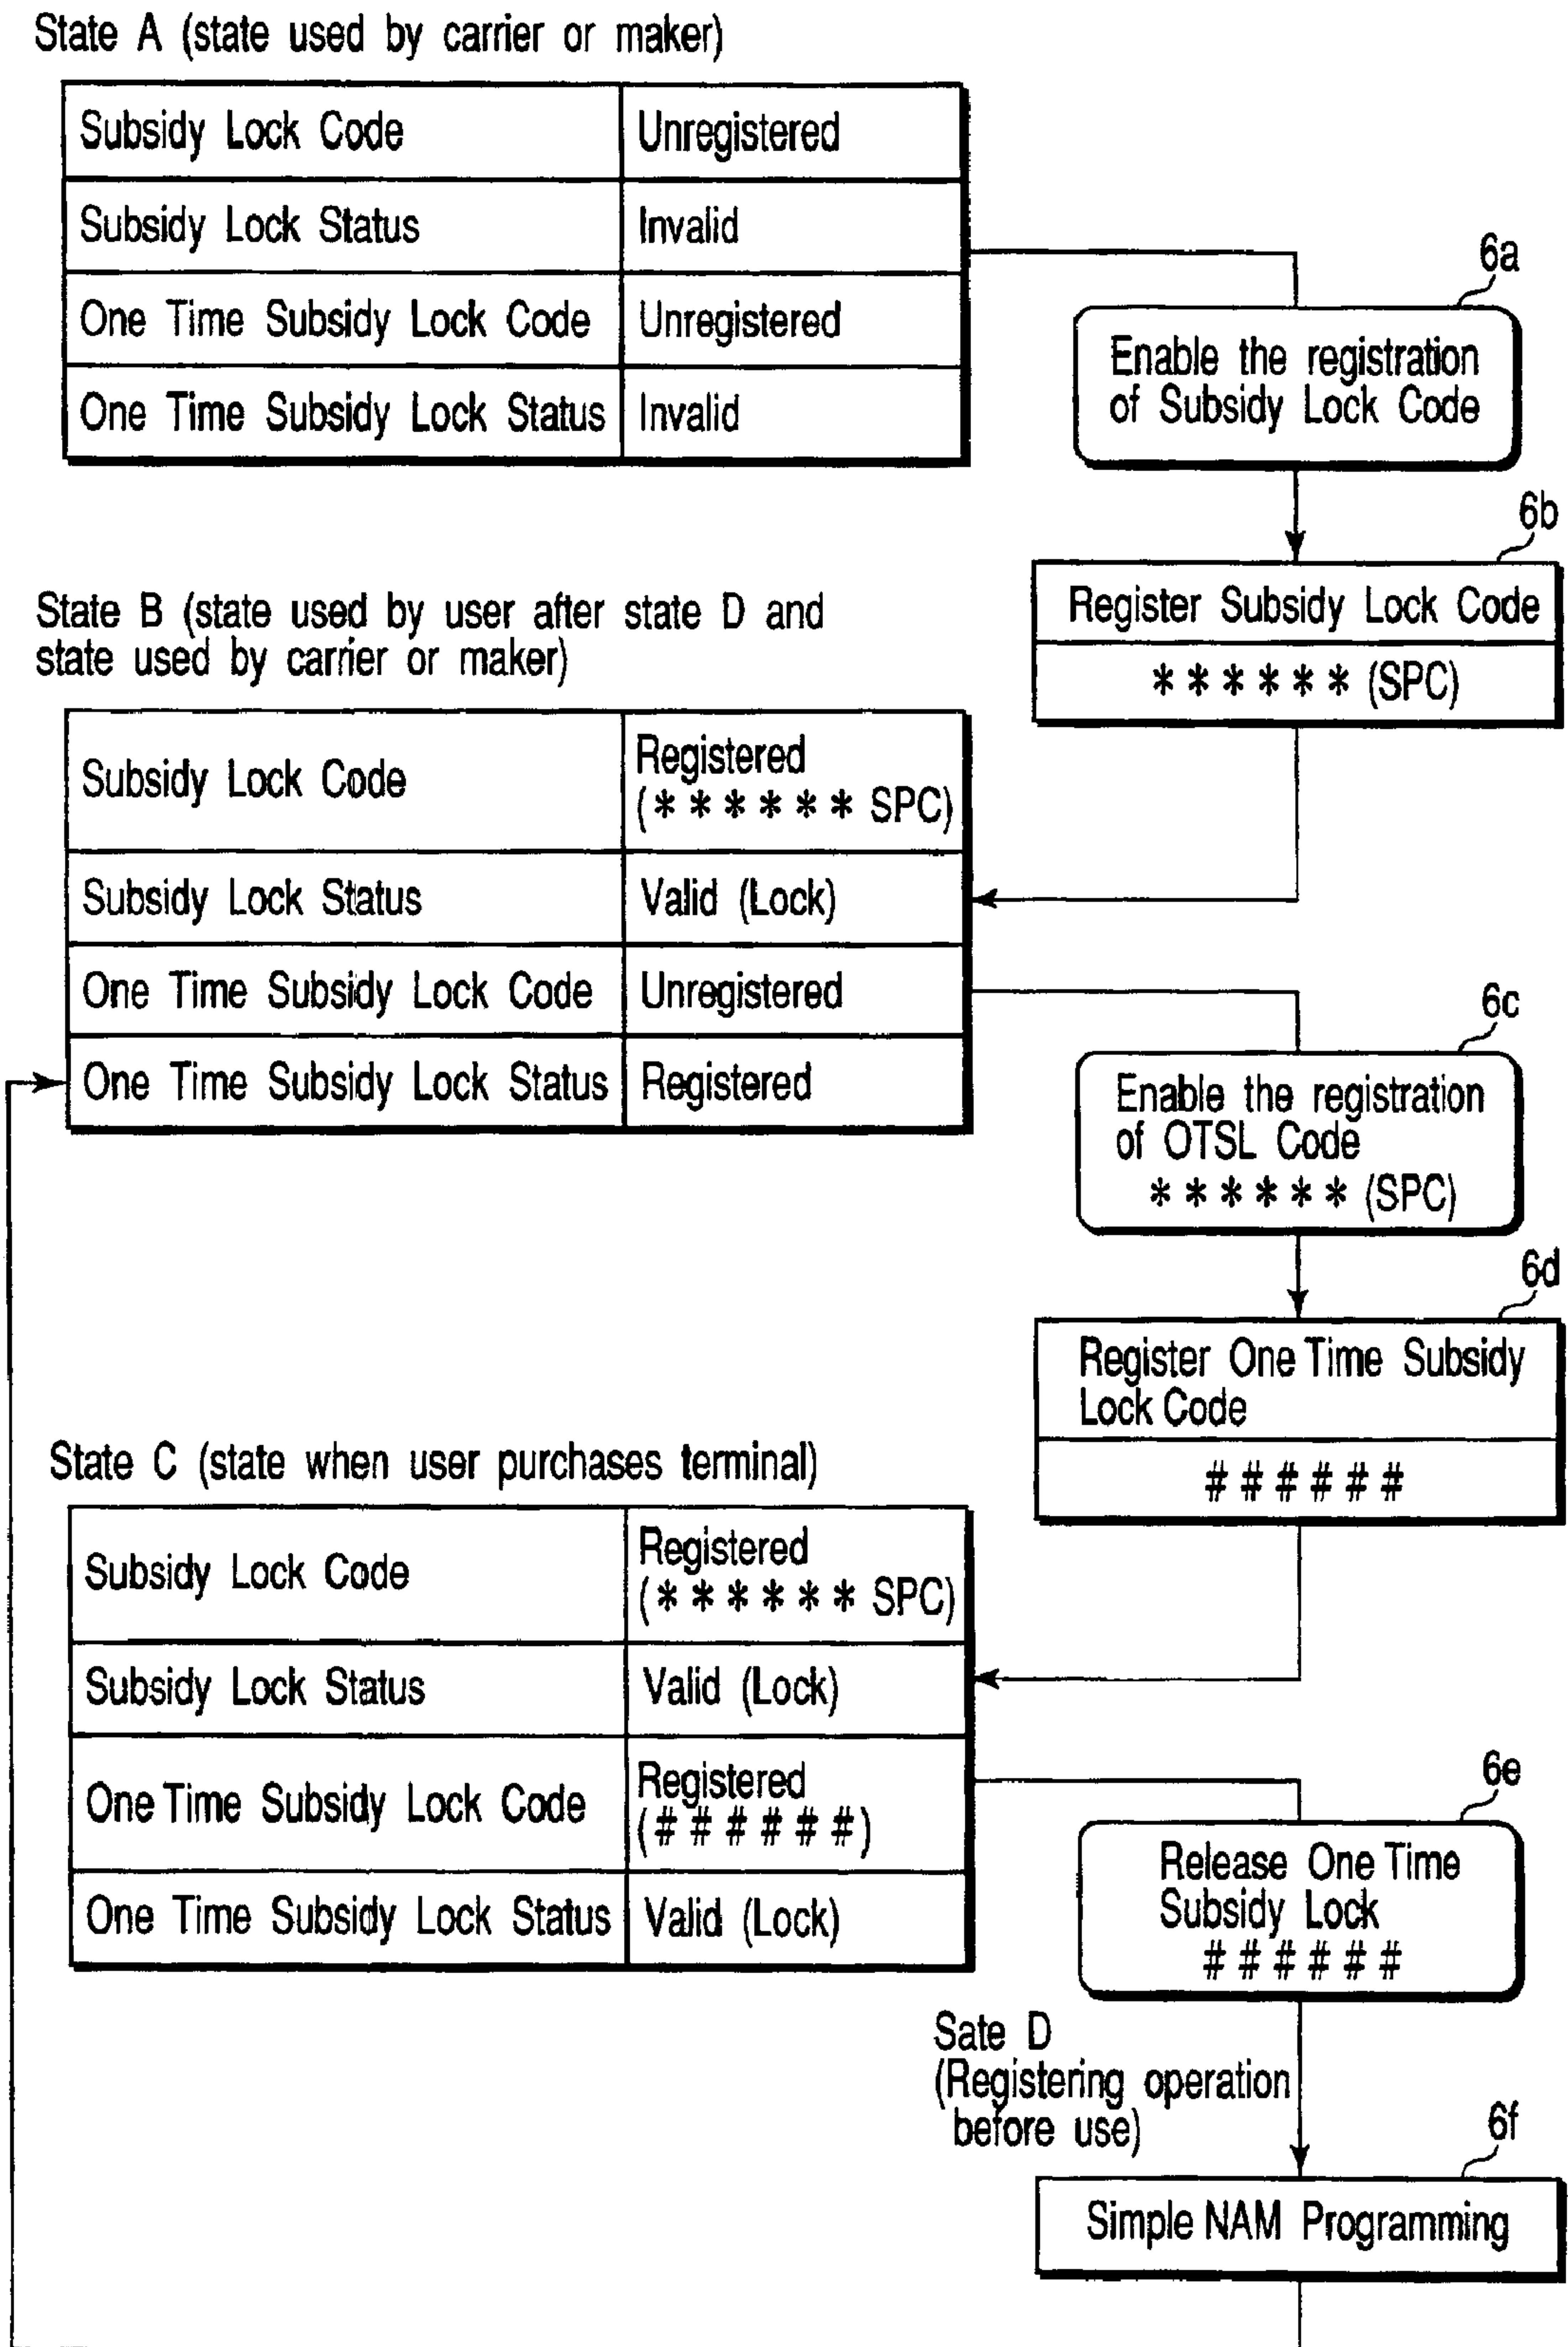 State A (state used by carrier or maker)
Subsidy Lock Code Unregistered
Subsidy Lock Status Invalid
One Time Subsidy Lock Code Unregistered
One Time Subsidy Lock Status Invalid
6a
Enable the registration
of Subsidy Lock Code
6b
Register Subsidy Lock Code
* * * * * * (SPC)
State B (state used by user after state D and
state used by carrier or maker)
Subsidy Lock Code
Registered
(* * * * * * SPC)
Subsidy Lock Status Valid (Lock)
One Time Subsidy Lock Code Unregistered
One Time Subsidy Lock Status Registered
6c
Enable the registration
of OTSL Code
* * * * * * (SPC)
6d
Register One Time Subsidy
Lock Code
# # # # # #
State C (state when user purchases terminal)
Subsidy Lock Code
Registered
(* * * * * * SPC)
Subsidy Lock Status Valid (Lock)
One Time Subsidy Lock Code
Registered
(# # # # # #)
One Time Subsidy Lock Status Valid (Lock)
6e
Release One Time
Subsidy Lock
# # # # # #
Sate D
(Registering operation
before use)
6f
Simple NAM Programming